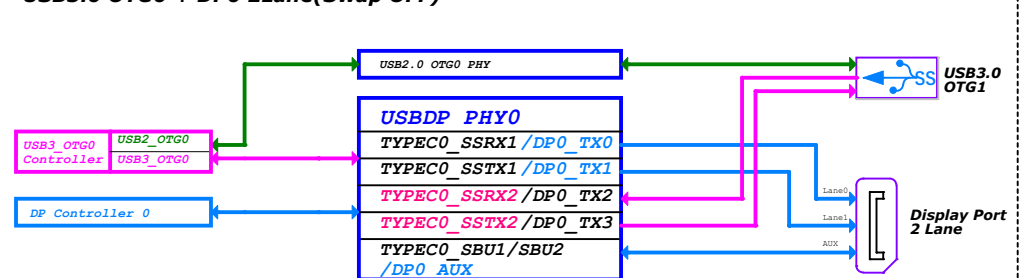 USB3.0 OTG0 + DP0 2Lane(Swap OFF)
USB2.0 OTG0 PHY
SS
USB3.0
OTG1
USBDP PHY0
USB3_OTG0
Controller
USB2_OTG0
USB3_OTG0
TYPEC0_SSRX1/DP0_TX0
TYPEC0_SSTX1/DP0_TX1
TYPEC0_SSRX2/DP0_TX2
TYPEC0_SSTX2/DP0_TX3
TYPEC0_SBU1/SBU2
/DP0_AUX
DP Controller 0
Lane0
Lane1
AUX
Display Port
2 Lane